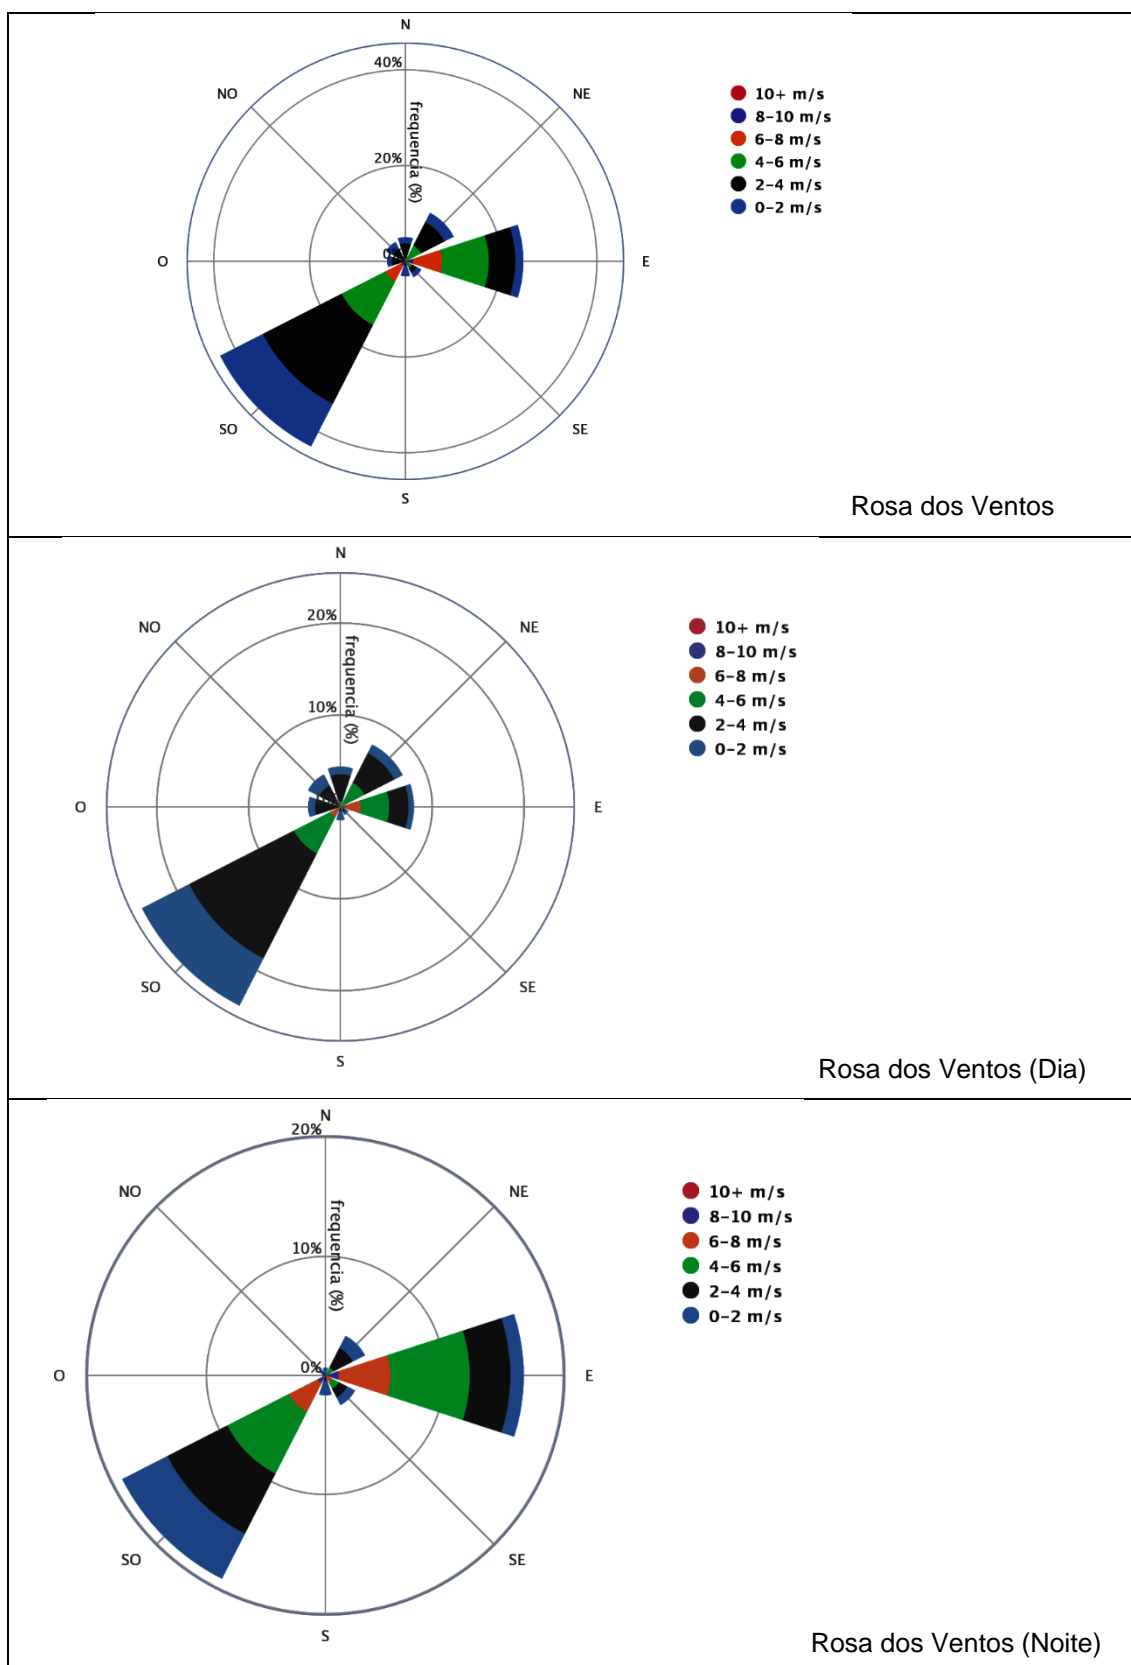 N
40%
NO
NE
frequencia (%)
20%
O
E
SO
SE
S
10+ m/s
8–10 m/s
6–8 m/s
4–6 m/s
2–4 m/s
0–2 m/s
Rosa dos Ventos
N
NO
20%
NE
frequencia (%)
10%
O
E
SO
SE
S
10+ m/s
8–10 m/s
6–8 m/s
4–6 m/s
2–4 m/s
0–2 m/s
Rosa dos Ventos (Dia)
N
20%
NO
NE
frequencia (%)
10%
0%
O
E
SO
SE
S
10+ m/s
8–10 m/s
6–8 m/s
4–6 m/s
2–4 m/s
0–2 m/s
Rosa dos Ventos (Noite)